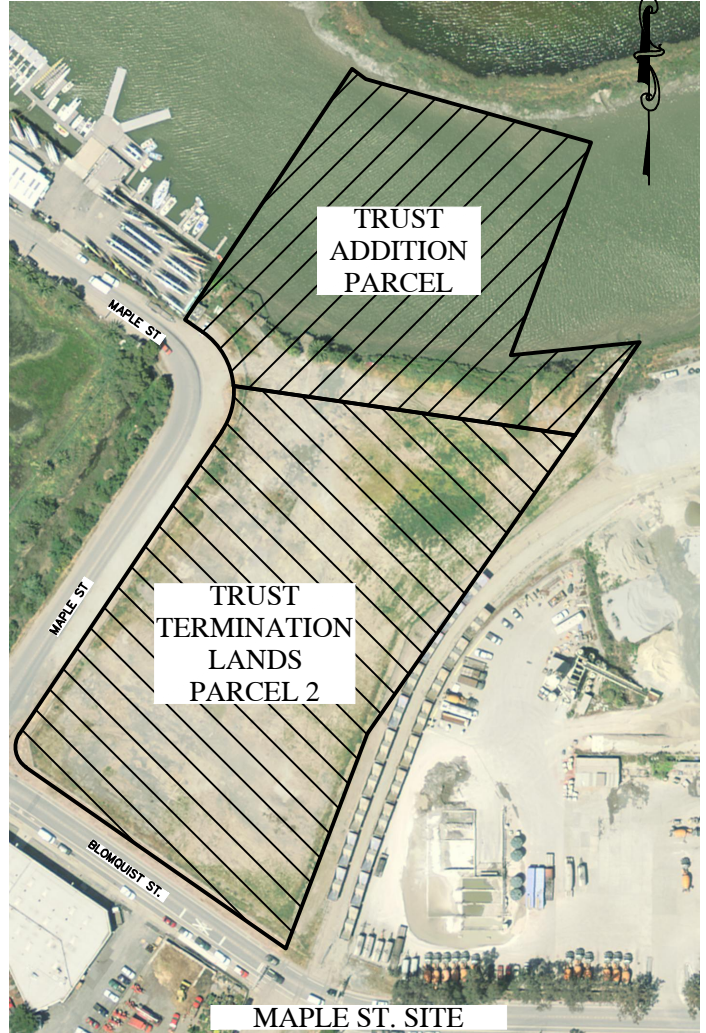 TRUST
ADDITION
PARCEL
MAPLE ST
MAPLE ST
TRUST
TERMINATION
LANDS
PARCEL 2
BLOMQUIST ST.
MAPLE ST. SITE